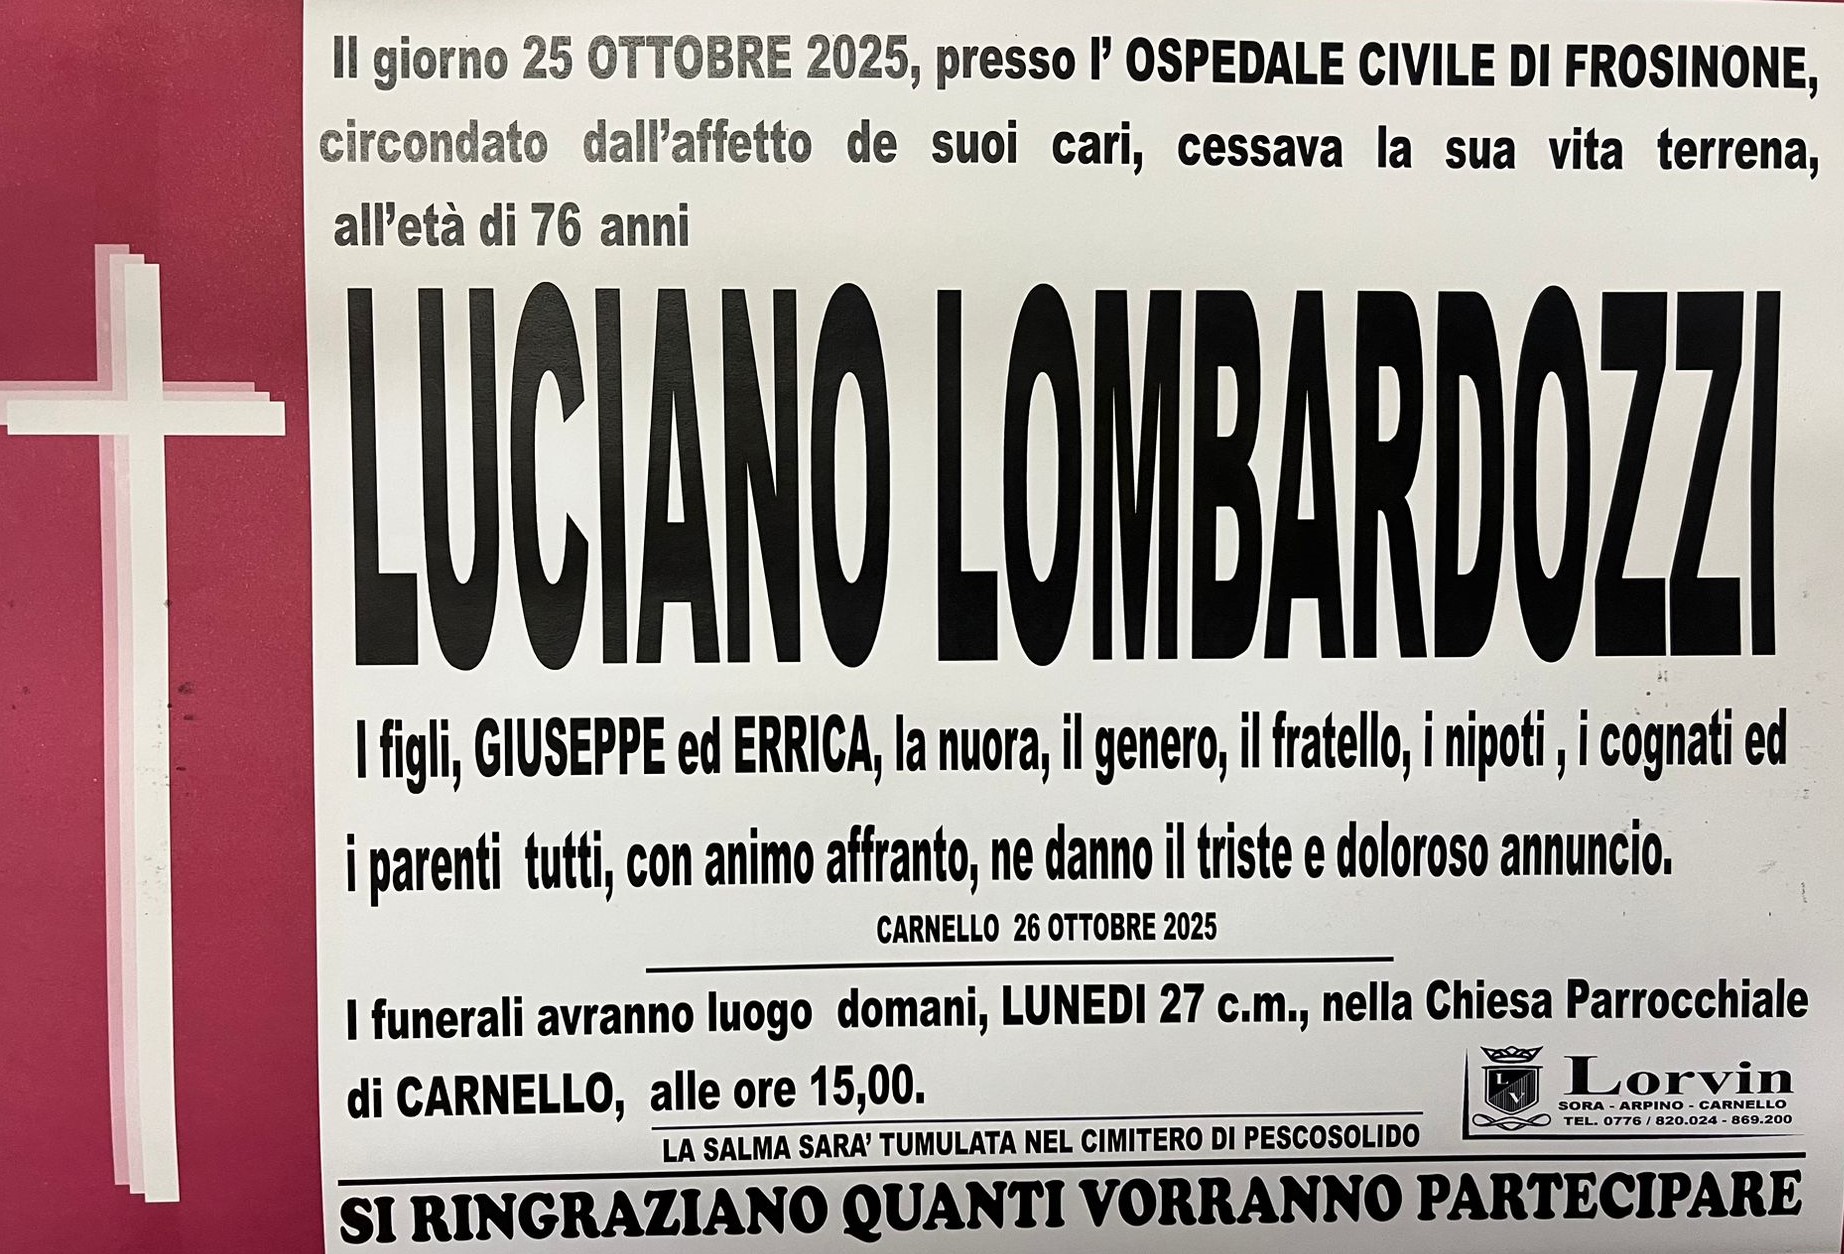 Il giorno 25 OTTOBRE 2025, presso l' OSPEDALE CIVILE DI FROSINONE,
circondato dall'affetto de suoi cari, cessava la sua vita terrena,
all'età di 76 anni
LUCIANO LOMBARDOZZI
I figli, GIUSEPPE ed ERRICA, la nuora, il genero, il fratello, i nipoti , i cognati ed
i parenti tutti, con animo affranto, ne danno il triste e doloroso annuncio.
CARNELLO 26 OTTOBRE 2025
I funerali avranno luogo domani, LUNEDI 27 c.m., nella Chiesa Parrocchiale
di CARNELLO, alle ore 15,00.
LA SALMA SARA' TUMULATA NEL CIMITERO DI PESCOSOLIDO
L V
Lorvin
SORA - ARPINO - CARNELLO
TEL. 0776 / 820.024 - 869.200
SI RINGRAZIANO QUANTI VORRANNO PARTECIPARE